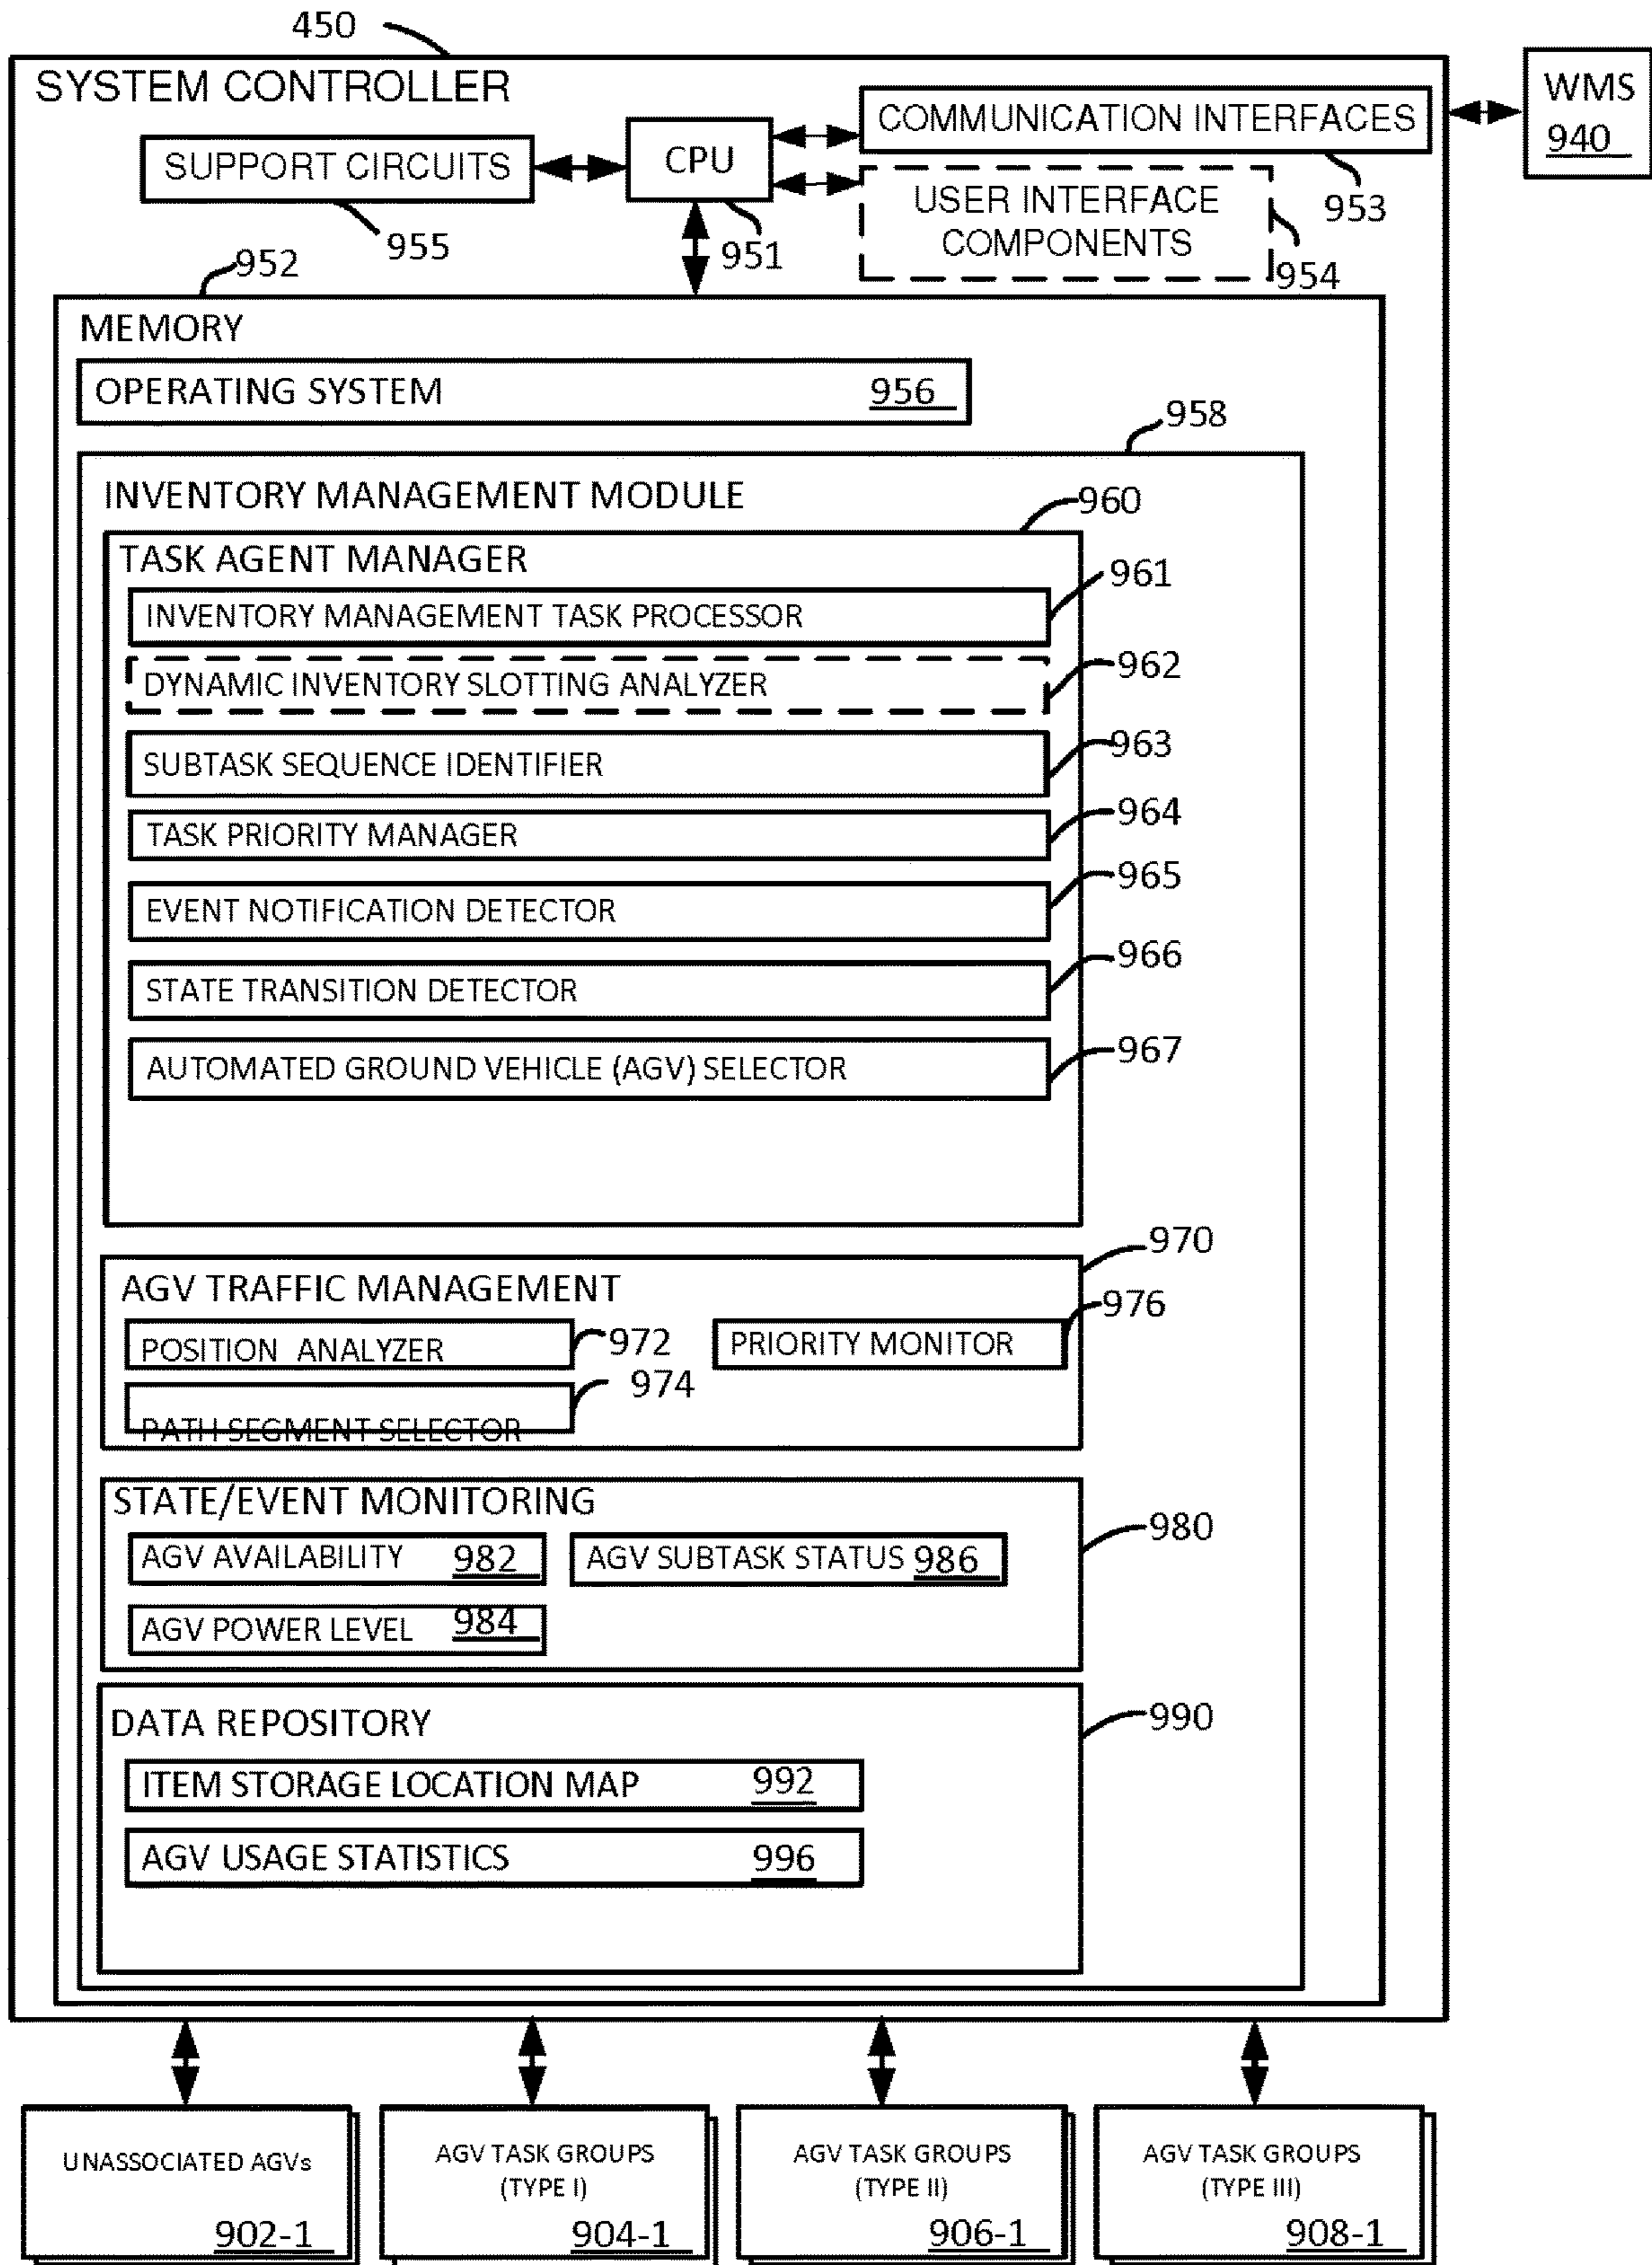 450
SYSTEM CONTROLLER
WMS
940
COMMUNICATION INTERFACES
953
CPU
951
SUPPORT CIRCUITS
955
USER INTERFACE
COMPONENTS
954
952
MEMORY
OPERATING SYSTEM 956
958
INVENTORY MANAGEMENT MODULE
960
TASK AGENT MANAGER
961
INVENTORY MANAGEMENT TASK PROCESSOR
962
DYNAMIC INVENTORY SLOTTING ANALYZER
963
SUBTASK SEQUENCE IDENTIFIER
964
TASK PRIORITY MANAGER
965
EVENT NOTIFICATION DETECTOR
966
STATE TRANSITION DETECTOR
967
AUTOMATED GROUND VEHICLE (AGV) SELECTOR
970
AGV TRAFFIC MANAGEMENT
976
POSITION ANALYZER 972 PRIORITY MONITOR
974
PATH SEGMENT SELECTOR
STATE/EVENT MONITORING
980
AGV AVAILABILITY 982 AGV SUBTASK STATUS 986
AGV POWER LEVEL 984
DATA REPOSITORY
990
ITEM STORAGE LOCATION MAP 992
AGV USAGE STATISTICS 996
UNASSOCIATED AGVs
902-1
AGV TASK GROUPS
(TYPE I)
904-1
AGV TASK GROUPS
(TYPE II)
906-1
AGV TASK GROUPS
(TYPE III)
908-1